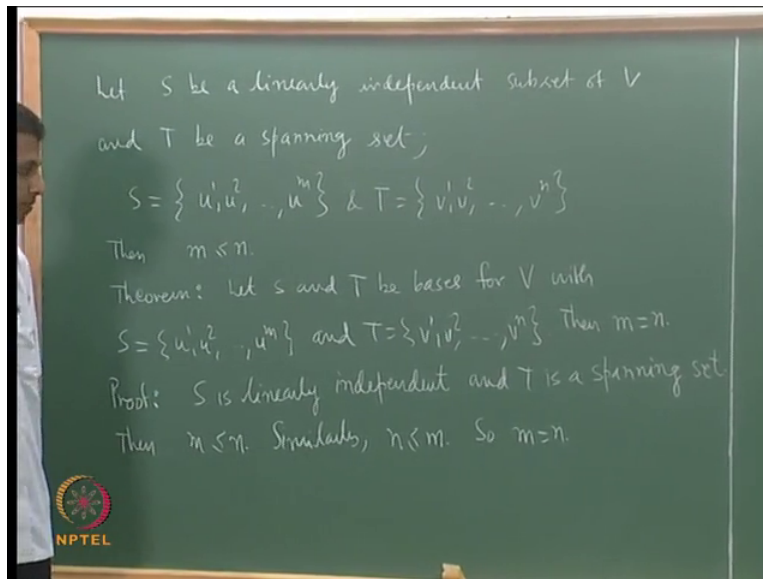 Let S be a linearly independent subset of V
and T be a spanning set;
S = { u¹, u², .., uᵐ } & T = { v¹, v², .., vⁿ }
Then m ≤ n.
Theorem: Let S and T be bases for V with
S = { u¹, u², .., uᵐ } and T = { v¹, v², .., vⁿ } Then m = n.
Proof: S is linearly independent and T is a spanning set.
Then m ≤ n. Similarly, n ≤ m. So m = n.
NPTEL